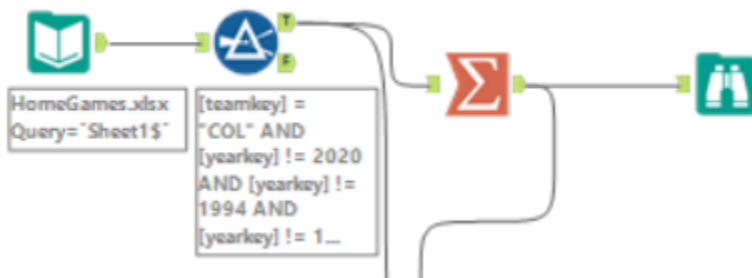 T
F
Σ
HomeGames.xlsx
Query=`Sheet1$`
[teamkey] =
"COL" AND
[yearkey] != 2020
AND [yearkey] !=
1994 AND
[yearkey] != 1...